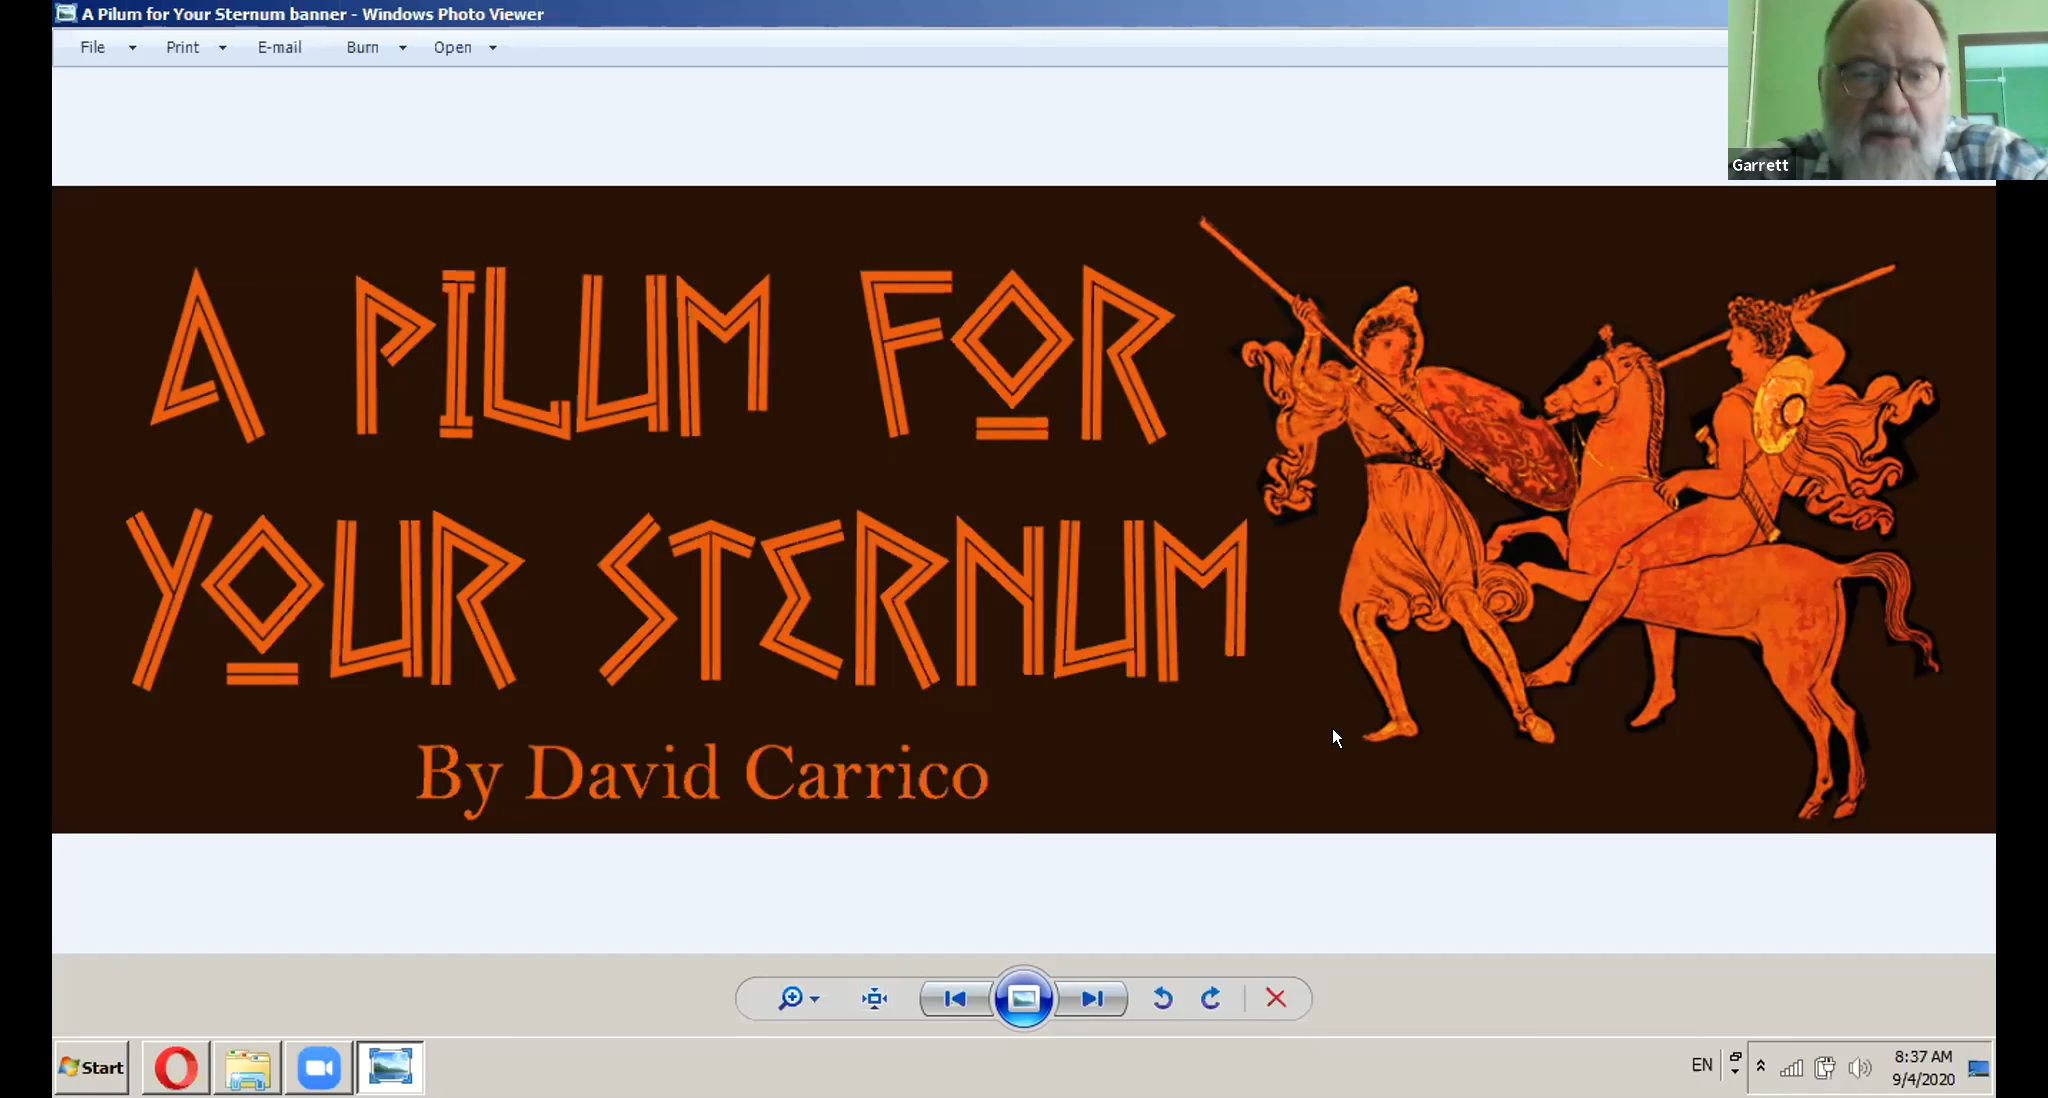 A Pilum for Your Sternum banner - Windows Photo Viewer
File Print E-mail Burn Open
Garrett
A PILUM FOR
YOUR STERNUM
By David Carrico
Start
EN
8:37 AM
9/4/2020